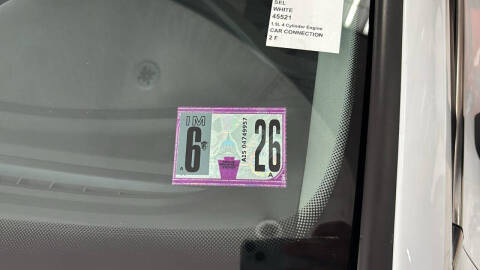 SEL
WHITE
45521
1.5L 4 Cylinder Engine
CAR CONNECTION
2 F
IM
6
26
A15 04749957
A